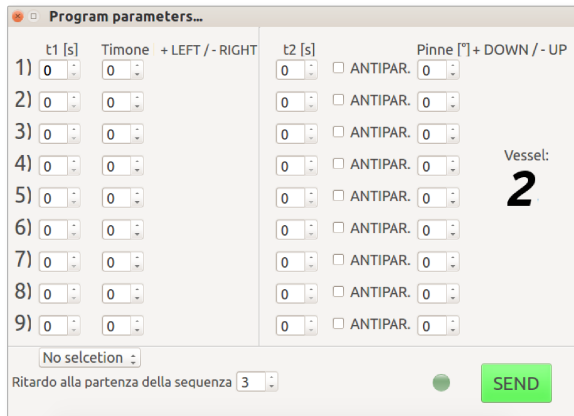 Program parameters...
t1 [s] Timone + LEFT / - RIGHT t2 [s] Pinne [°] + DOWN / - UP
1) 0 0 0 ANTIPAR. 0
2) 0 0 0 ANTIPAR. 0
3) 0 0 0 ANTIPAR. 0
4) 0 0 0 ANTIPAR. 0
Vessel:
5) 0 0 0 ANTIPAR. 0
2
6) 0 0 0 ANTIPAR. 0
7) 0 0 0 ANTIPAR. 0
8) 0 0 0 ANTIPAR. 0
9) 0 0 0 ANTIPAR. 0
No selcetion
Ritardo alla partenza della sequenza 3
SEND